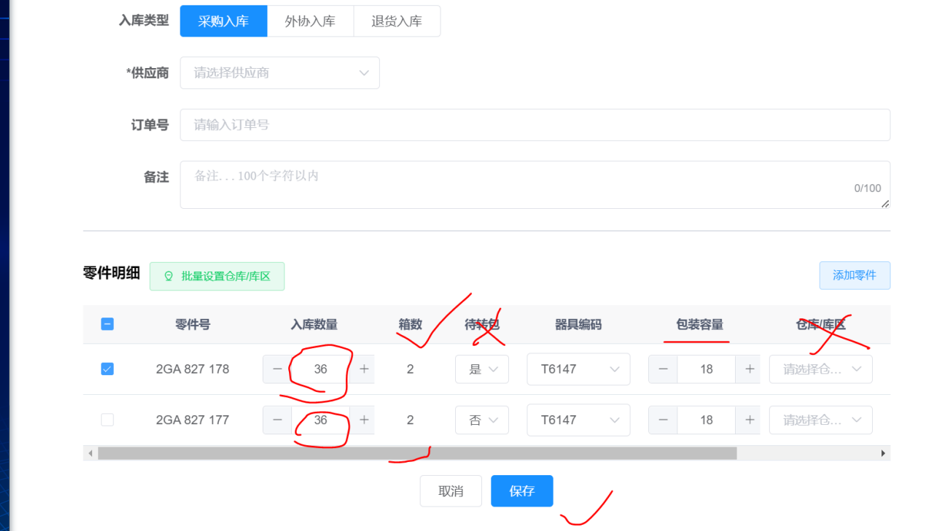 入库类型 采购入库 外协入库 退货入库
*供应商 请选择供应商
订单号 请输入订单号
备注 备注...100个字符以内
0/100
零件明细 批量设置仓库/库区 添加零件
零件号 入库数量 箱数 待转包 器具编码 包装容量 仓库/库区
2GA 827 178 − 36 + 2 是 T6147 − 18 + 请选择仓...
2GA 827 177 − 36 + 2 否 T6147 − 18 + 请选择仓...
取消 保存